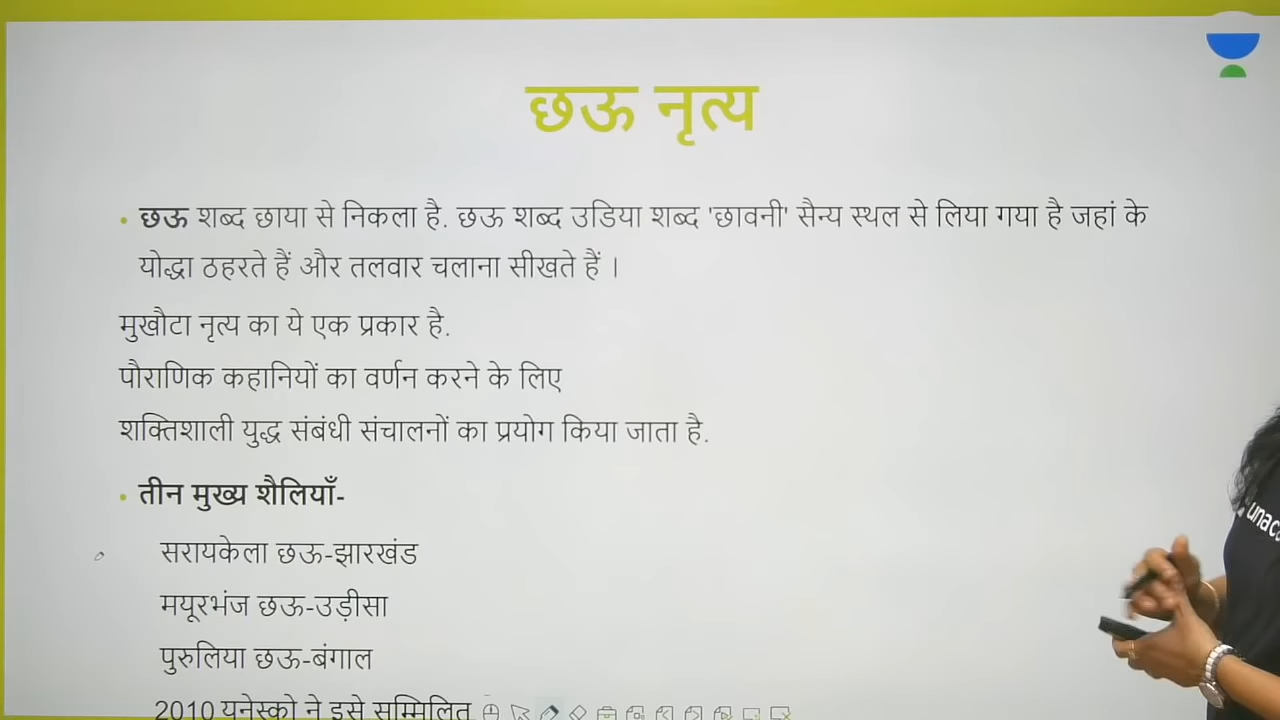 छऊ नृत्य
• छऊ शब्द छाया से निकला है. छऊ शब्द उडिया शब्द 'छावनी' सैन्य स्थल से लिया गया है जहां के
योद्धा ठहरते हैं और तलवार चलाना सीखते हैं ।
मुखौटा नृत्य का ये एक प्रकार है.
पौराणिक कहानियों का वर्णन करने के लिए
शक्तिशाली युद्ध संबंधी संचालनों का प्रयोग किया जाता है.
• तीन मुख्य शैलियाँ-
सरायकेला छऊ-झारखंड
मयूरभंज छऊ-उड़ीसा
पुरुलिया छऊ-बंगाल
2010 यूनेस्को ने इसे सम्मिलित